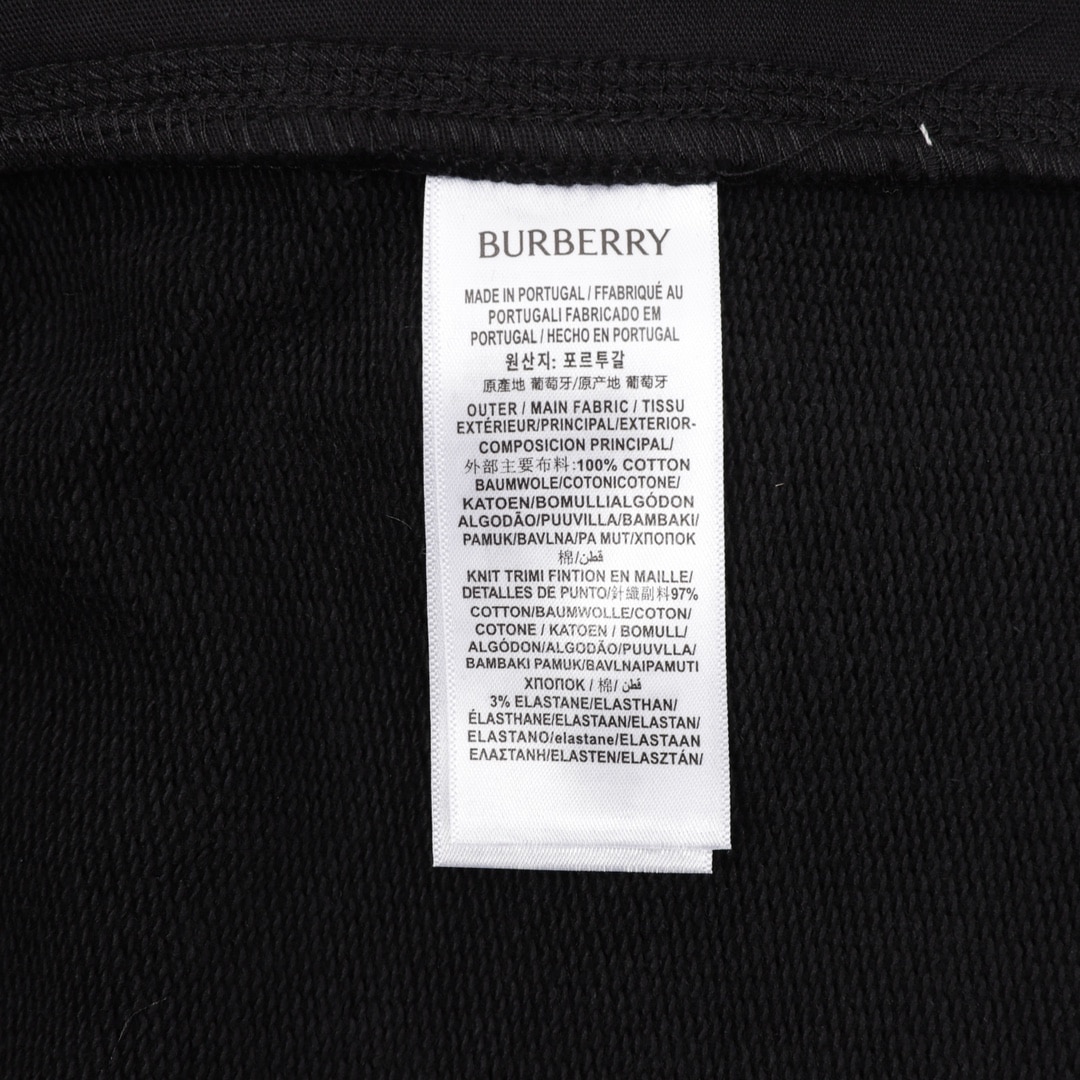 BURBERRY
MADE IN PORTUGAL / FFABRIQUÉ AU
PORTUGALI FABRICADO EM
PORTUGAL / HECHO EN PORTUGAL
원산지: 포르투갈
原產地 葡萄牙/原产地 葡萄牙
OUTER / MAIN FABRIC / TISSU
EXTÉRIEUR/PRINCIPAL/EXTERIOR-
COMPOSICION PRINCIPAL/
外部主要布料:100% COTTON
BAUMWOLE/COTONICOTONE/
KATOEN/BOMULLIALGÓDON
ALGODÃO/PUUVILLA/BAMBAKI/
PAMUK/BAVLNA/PA MUT/ХПОПОК
棉/قطن
KNIT TRIMI FINTION EN MAILLE/
DETALLES DE PUNTO/針織副料97%
COTTON/BAUMWOLLE/COTON/
COTONE / KATOEN / BOMULL/
ALGÓDON/ALGODÃO/PUUVLLA/
BAMBAKI PAMUK/BAVLNAIPAMUTI
ХПОПОК / 棉/ قطن
3% ELASTANE/ELASTHAN/
ÉLASTHANE/ELASTAAN/ELASTAN/
ELASTANO/elastane/ELASTAAN
ΕΛΑΣΤΑΝΗ/ELASTEN/ELASZTÁN/